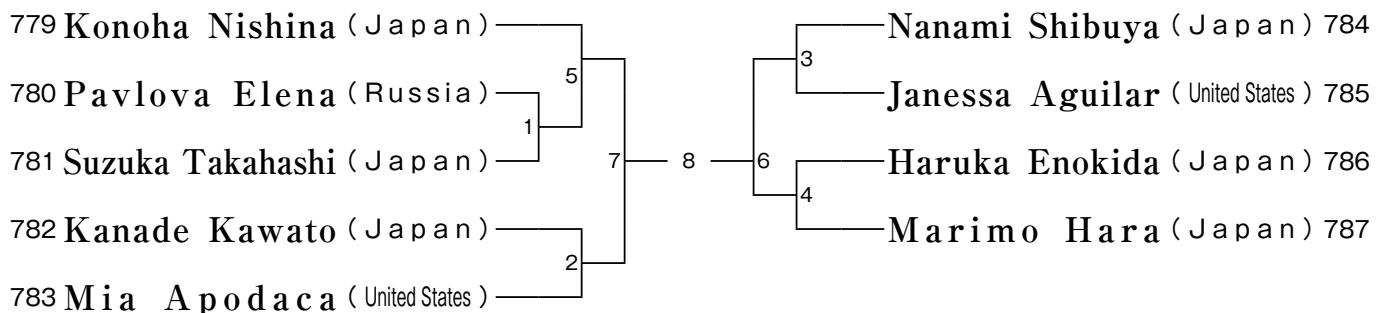 779 Konoha Nishina (Japan)
780 Pavlova Elena (Russia)
781 Suzuka Takahashi (Japan)
782 Kanade Kawato (Japan)
783 Mia Apodaca (United States)
5
1
7
2
8
3
6
4
Nanami Shibuya (Japan) 784
Janessa Aguilar (United States) 785
Haruka Enokida (Japan) 786
Marimo Hara (Japan) 787